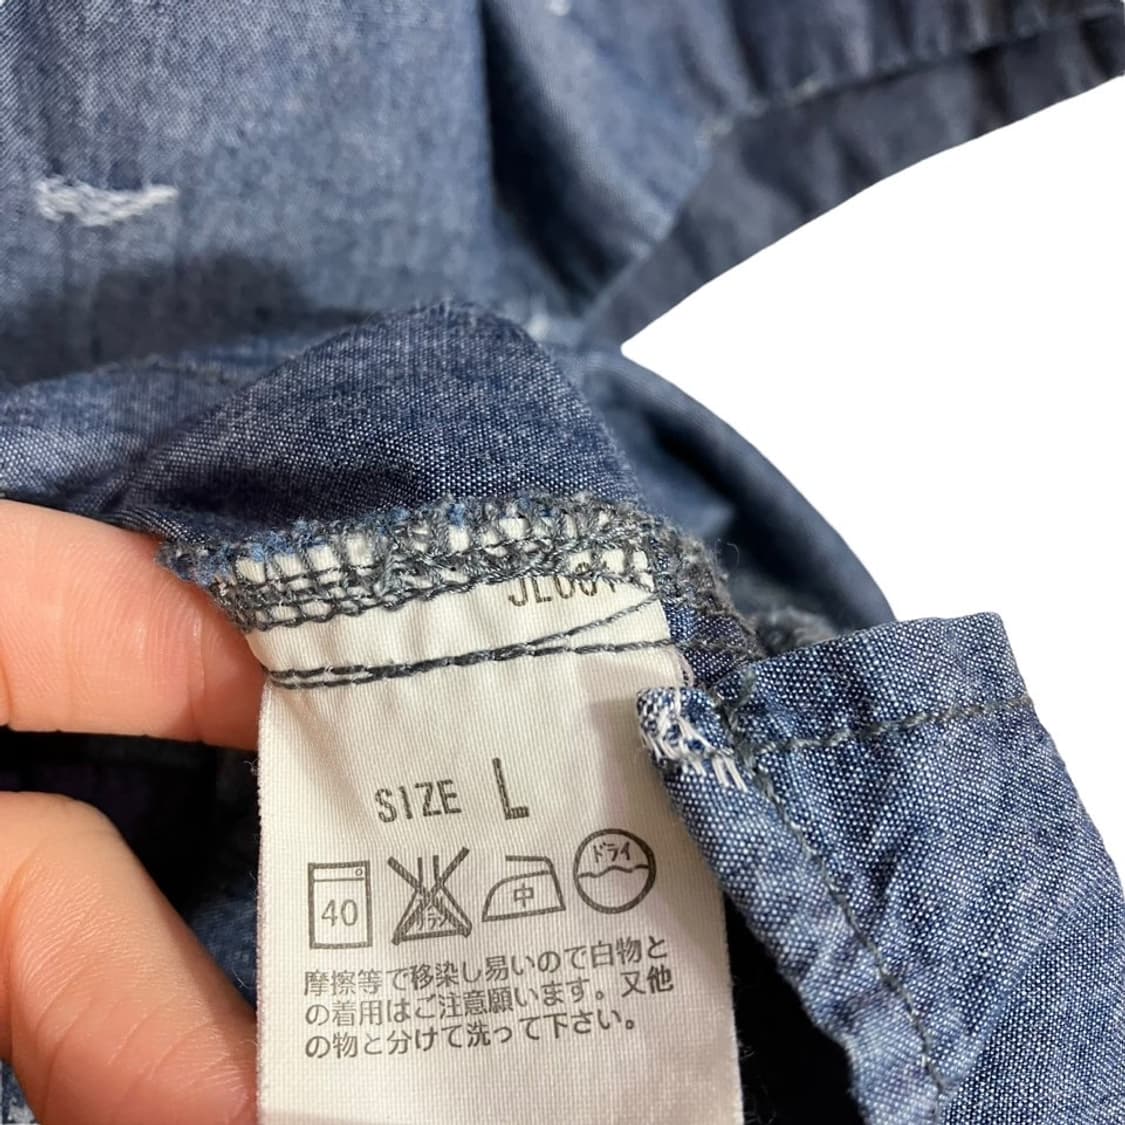 SIZE L
40
中
ドライ
摩擦等で移染し易いので白物と
の着用はご注意願います。又他
の物と分けて洗って下さい。